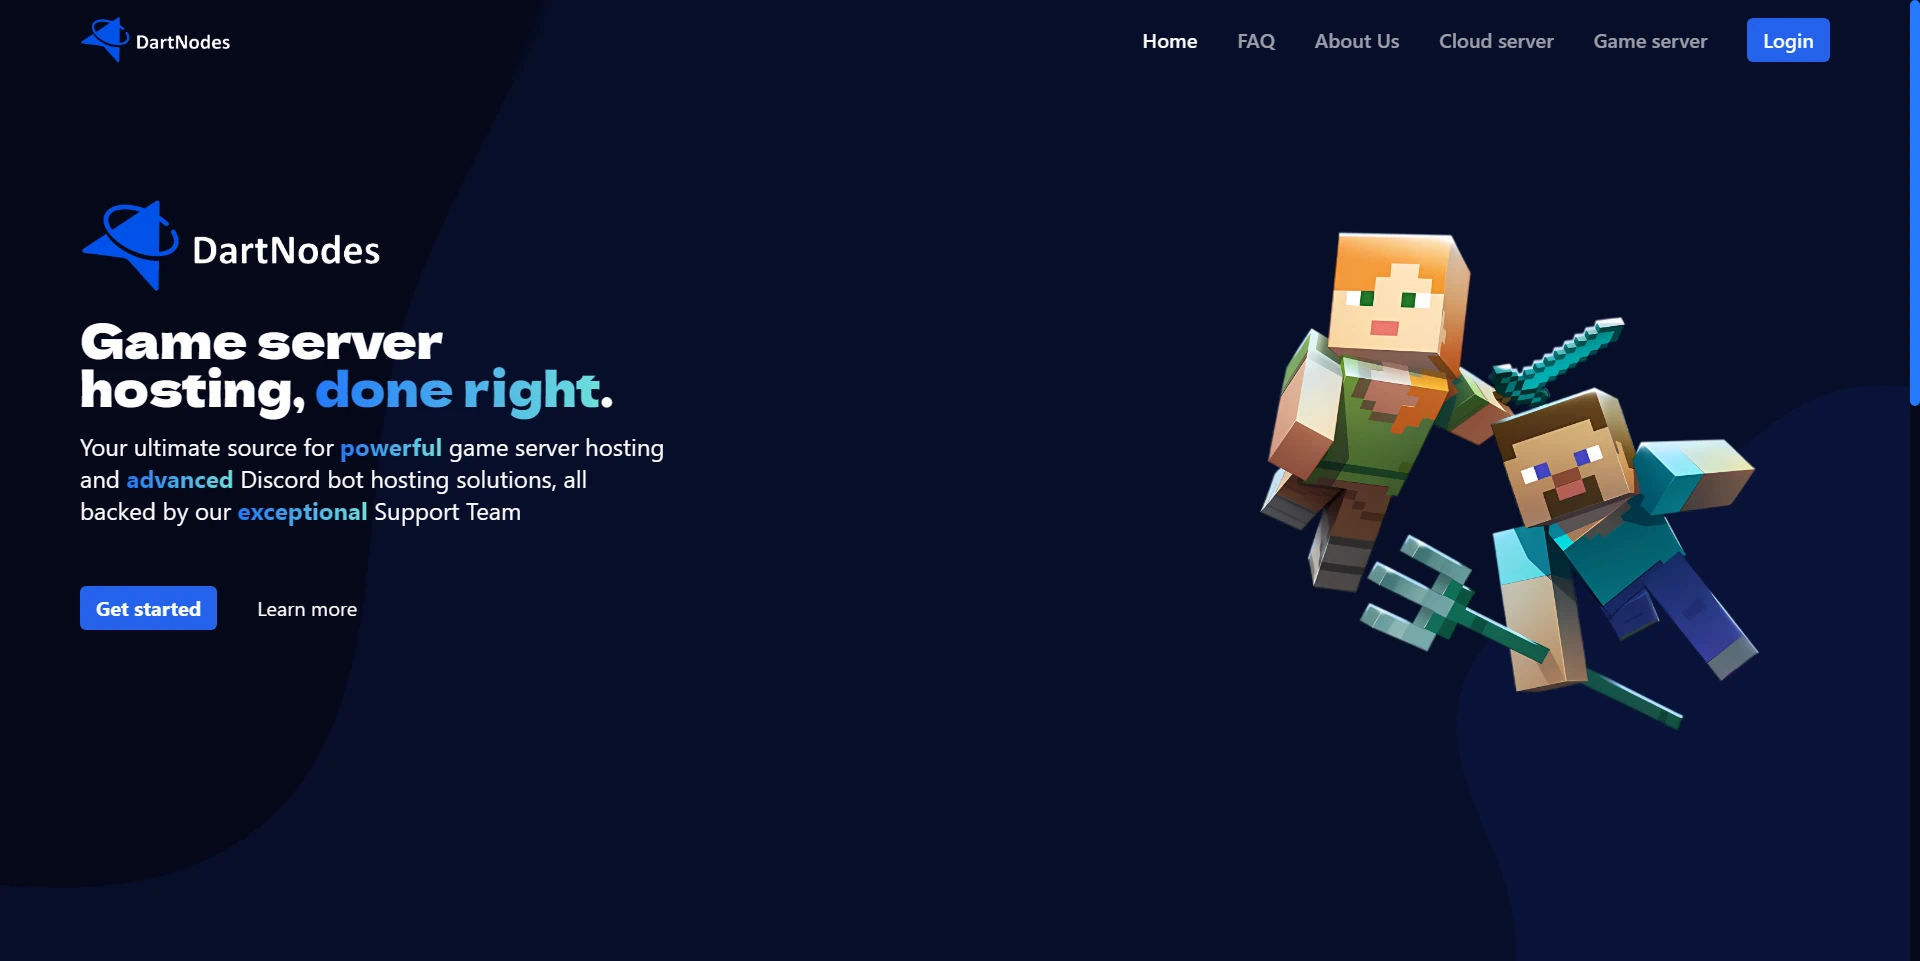 DartNodes
Home FAQ About Us Cloud server Game server Login
DartNodes
Game server
hosting, done right.
Your ultimate source for powerful game server hosting
and advanced Discord bot hosting solutions, all
backed by our exceptional Support Team
Get started Learn more